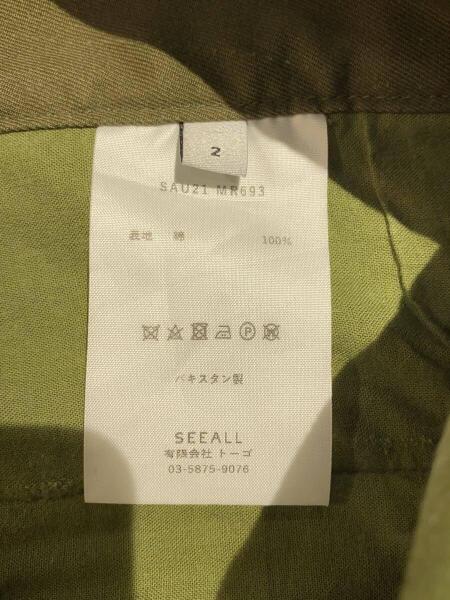 2
SAU21 MR693
表地 綿 100%
パキスタン製
SEEALL
有限会社 トーゴ
03-5875-9076